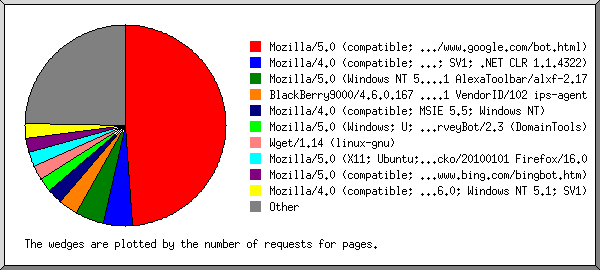 Mozilla/5.0 (compatible; .../www.google.com/bot.html)
Mozilla/4.0 (compatible; ...; SV1; .NET CLR 1.1.4322)
Mozilla/5.0 (Windows NT 5....1 AlexaToolbar/alxf-2.17
BlackBerry9000/4.6.0.167 ....1 VendorID/102 ips-agent
Mozilla/4.0 (compatible; MSIE 5.5; Windows NT)
Mozilla/5.0 (Windows; U; ...rveyBot/2.3 (DomainTools)
Wget/1.14 (linux-gnu)
Mozilla/5.0 (X11; Ubuntu;...cko/20100101 Firefox/16.0
Mozilla/5.0 (compatible; ...www.bing.com/bingbot.htm)
Mozilla/4.0 (compatible; ...6.0; Windows NT 5.1; SV1)
Other
The wedges are plotted by the number of requests for pages.